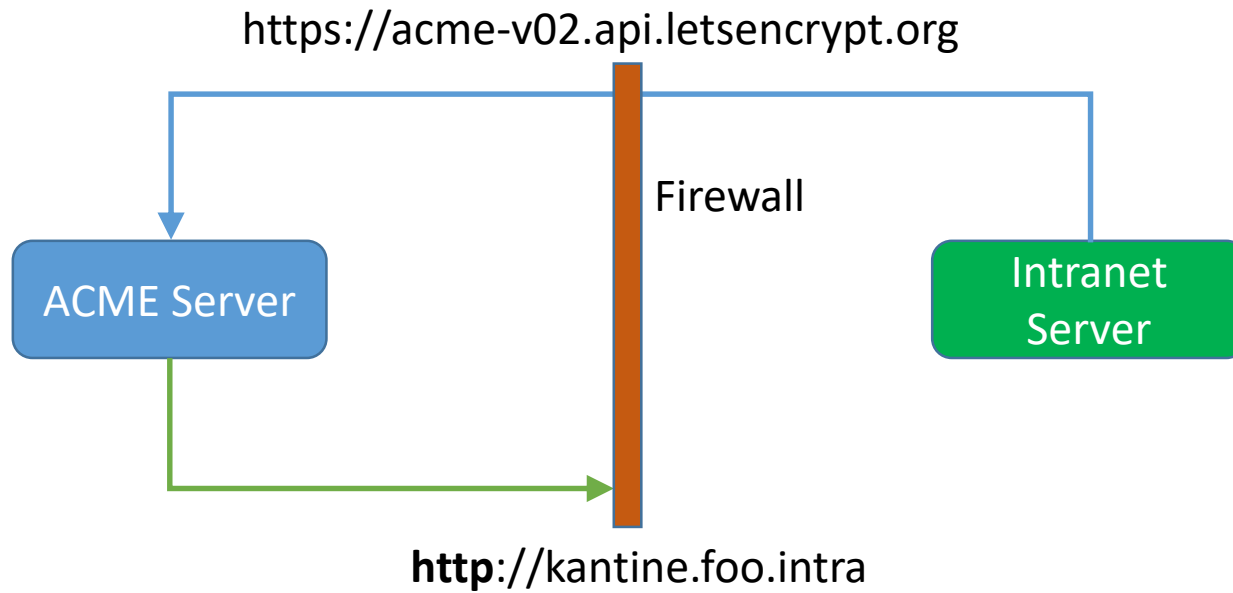 https://acme-v02.api.letsencrypt.org
Firewall
ACME Server
Intranet
Server
http://kantine.foo.intra